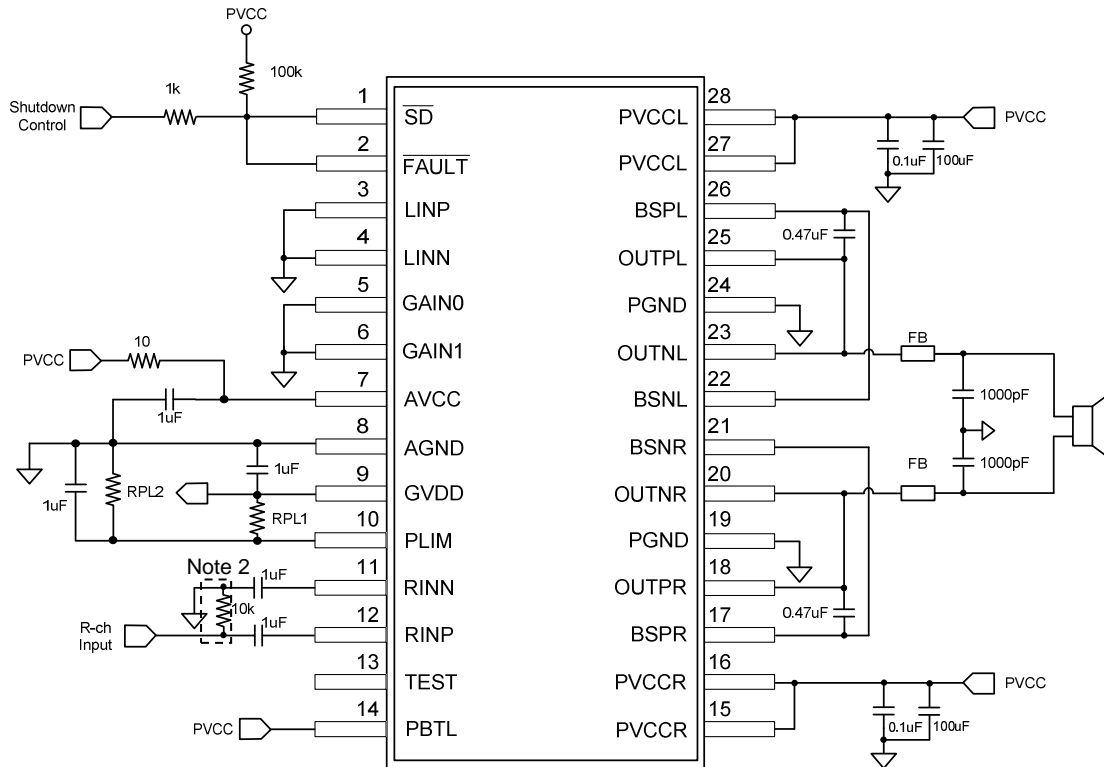 PVCC
100k
1k
Shutdown
Control
1
SD
2
FAULT
3
LINP
4
LINN
5
GAIN0
6
GAIN1
10
PVCC
7
AVCC
1uF
8
AGND
1uF
9
GVDD
RPL2
1uF
RPL1
10
PLIM
Note 2
1uF
11
RINN
10k
1uF
12
RINP
R-ch
Input
13
TEST
14
PVCC
PBTL
28
PVCCL
PVCC
27
PVCCL
0.1uF
100uF
26
BSPL
0.47uF
25
OUTPL
24
PGND
23
OUTNL
FB
22
BSNL
1000pF
21
BSNR
1000pF
FB
20
OUTNR
19
PGND
18
OUTPR
0.47uF
17
BSPR
16
PVCCR
PVCC
15
PVCCR
0.1uF
100uF